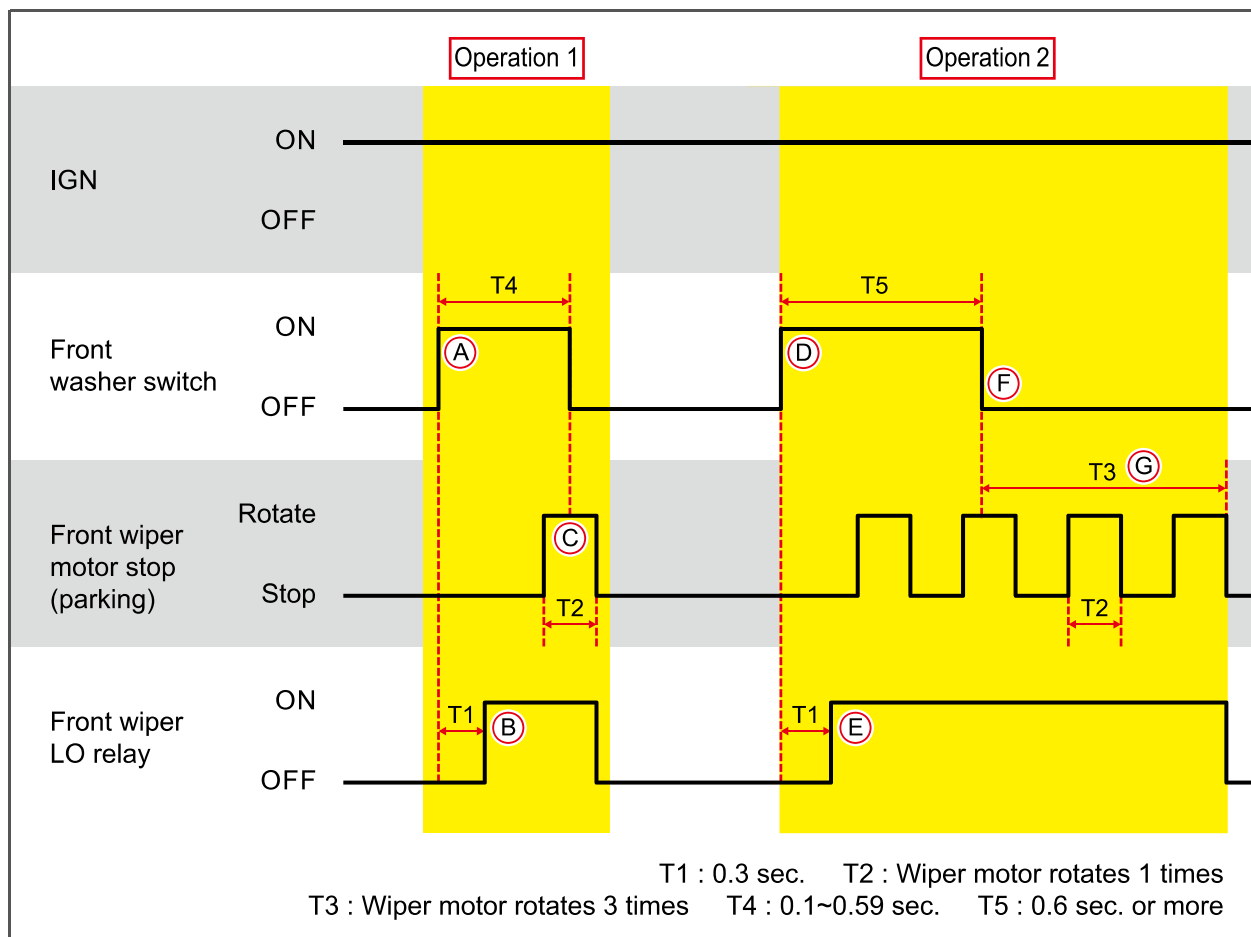 Operation 1
Operation 2
IGN
ON
OFF
T4
T5
Front
washer switch
ON
OFF
A
D
F
T3
G
Front wiper
motor stop
(parking)
Rotate
Stop
C
T2
T2
Front wiper
LO relay
ON
OFF
T1
B
T1
E
T1 : 0.3 sec. T2 : Wiper motor rotates 1 times
T3 : Wiper motor rotates 3 times T4 : 0.1~0.59 sec. T5 : 0.6 sec. or more